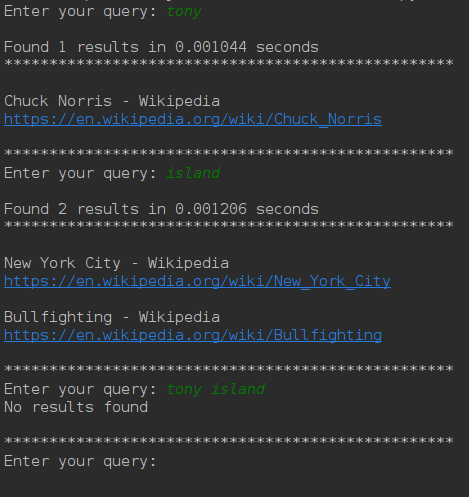 Enter your query: tony
Found 1 results in 0.001044 seconds
**************************************************
Chuck Norris - Wikipedia
https://en.wikipedia.org/wiki/Chuck_Norris
**************************************************
Enter your query: island
Found 2 results in 0.001206 seconds
**************************************************
New York City - Wikipedia
https://en.wikipedia.org/wiki/New_York_City
Bullfighting - Wikipedia
https://en.wikipedia.org/wiki/Bullfighting
**************************************************
Enter your query: tony island
No results found
**************************************************
Enter your query: